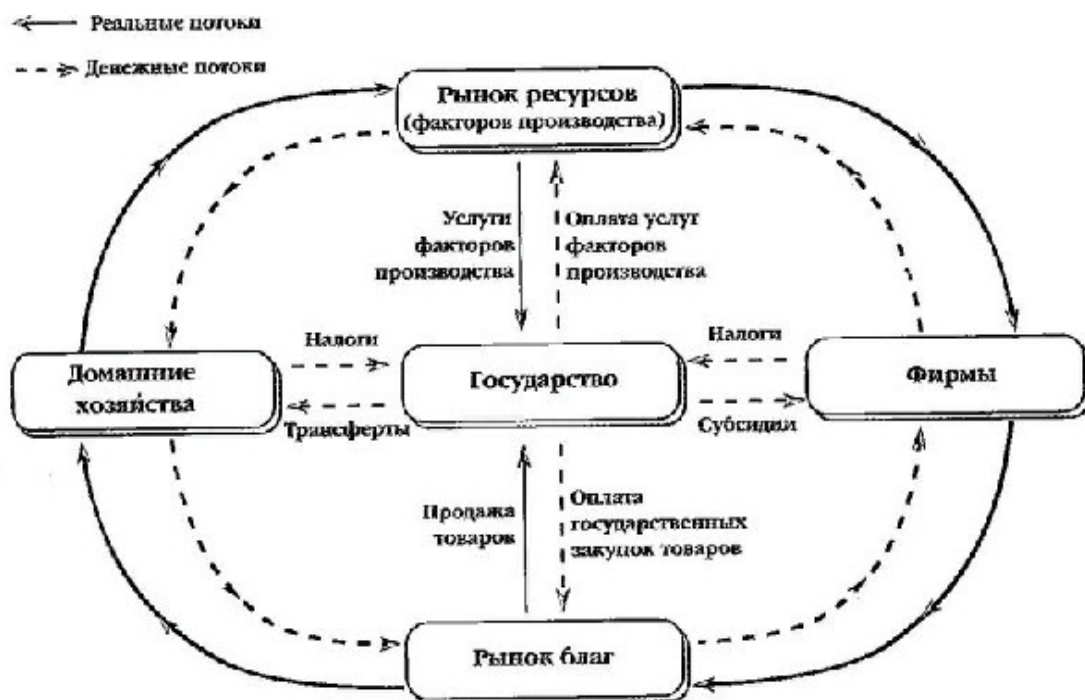 Реальные потоки
Денежные потоки
Рынок ресурсов
(факторов производства)
Услуги
факторов
производства
Оплата услуг
факторов
производства
Налоги
Налоги
Домашние
хозяйства
Государство
Фирмы
Трансферты
Субсидии
Продажа
товаров
Оплата
государственных
закупок товаров
Рынок благ